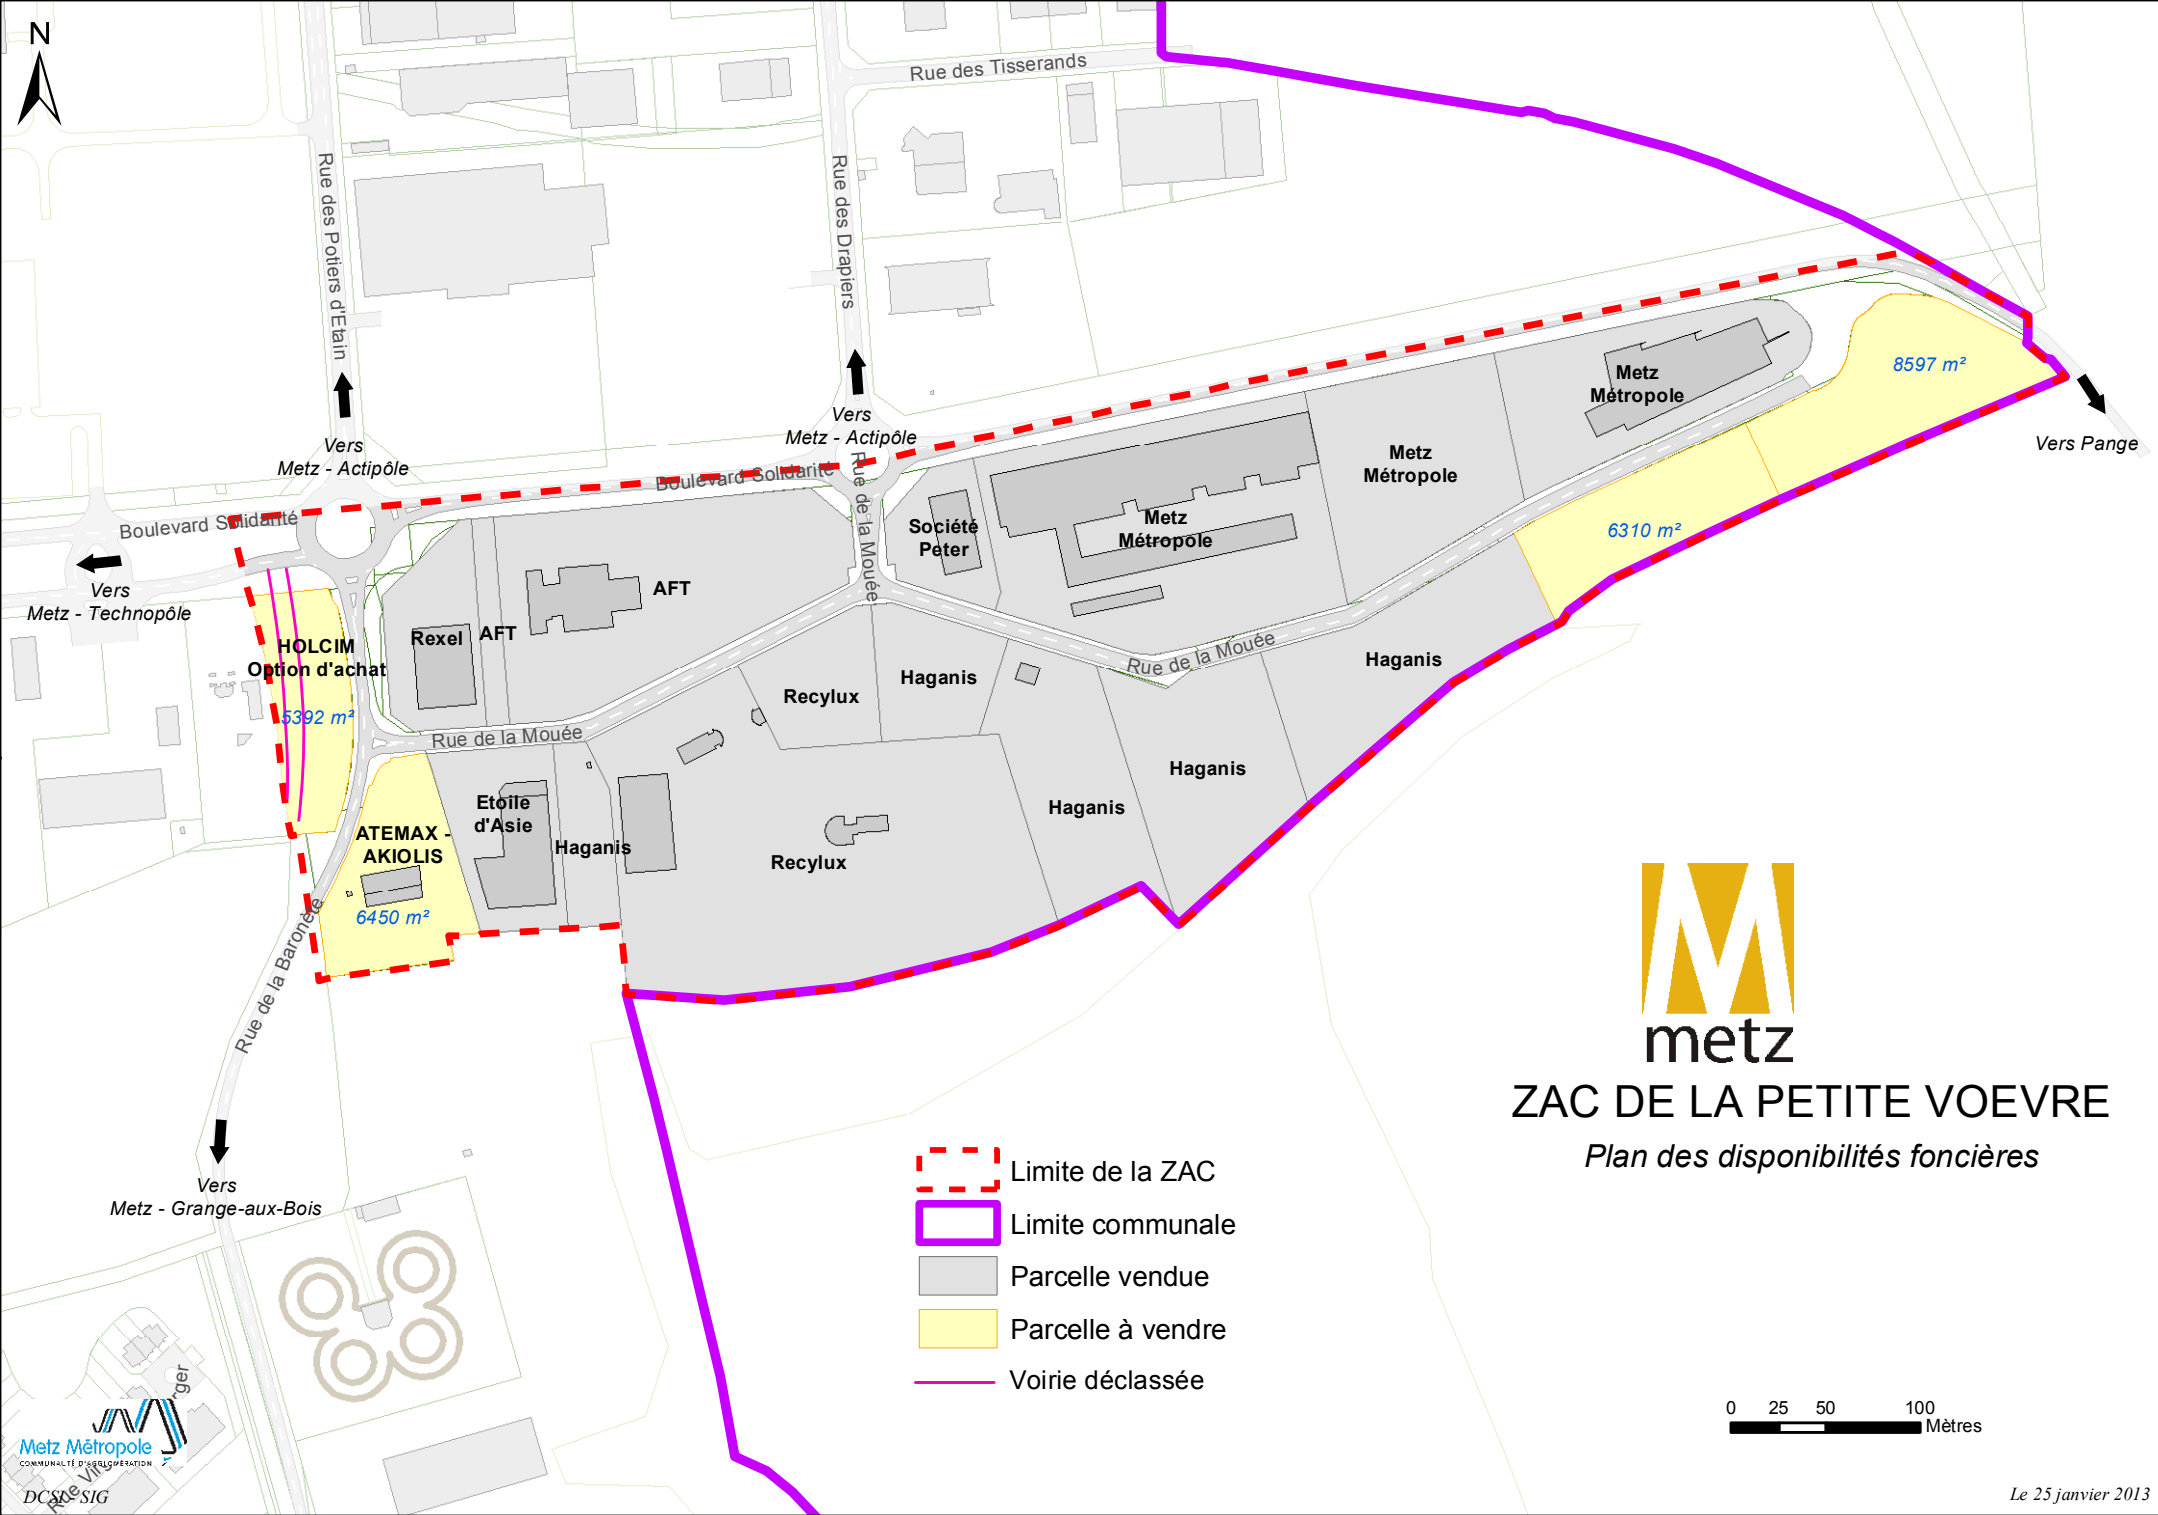 N
Rue des Tisserands
Rue des Potiers d'Etain
Rue des Drapiers
Vers
Metz - Actipôle
Vers
Metz - Actipôle
Boulevard Solidarité
Boulevard Solidarité
Vers
Metz - Technopôle
Vers Pange
Rue de la Mouée
Rue de la Mouée
Rue de la Mouée
Rue de la Baronète
Vers
Metz - Grange-aux-Bois
HOLCIM
Option d'achat
5392 m²
Rexel
AFT
AFT
Société
Peter
Metz
Métropole
Metz
Métropole
Metz
Métropole
8597 m²
6310 m²
Haganis
Haganis
Haganis
Haganis
Haganis
Recylux
Recylux
Etoile
d'Asie
ATEMAX -
AKIOLIS
6450 m²
metz
ZAC DE LA PETITE VOEVRE
Plan des disponibilités foncières
Limite de la ZAC
Limite communale
Parcelle vendue
Parcelle à vendre
Voirie déclassée
0 25 50 100
Mètres
Metz Métropole
COMMUNAUTÉ D'AGGLOMÉRATION
DCSI - SIG
Le 25 janvier 2013